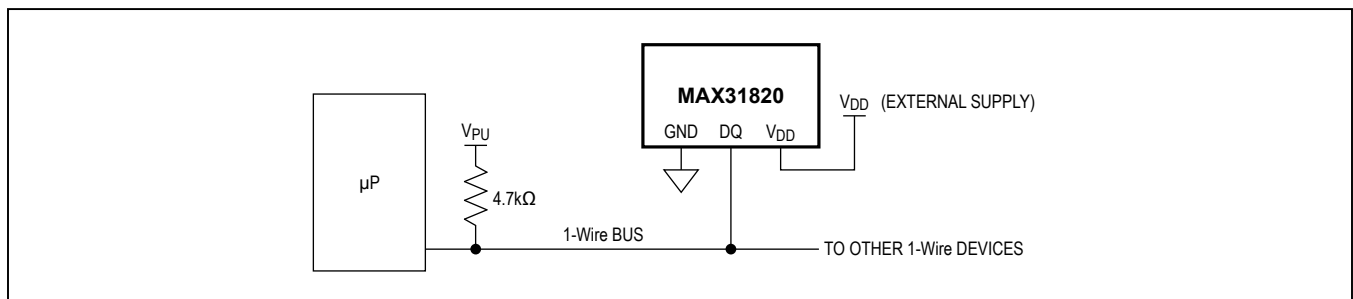 MAX31820
VDD (EXTERNAL SUPPLY)
GND DQ VDD
VPU
µP
4.7kΩ
1-Wire BUS
TO OTHER 1-Wire DEVICES